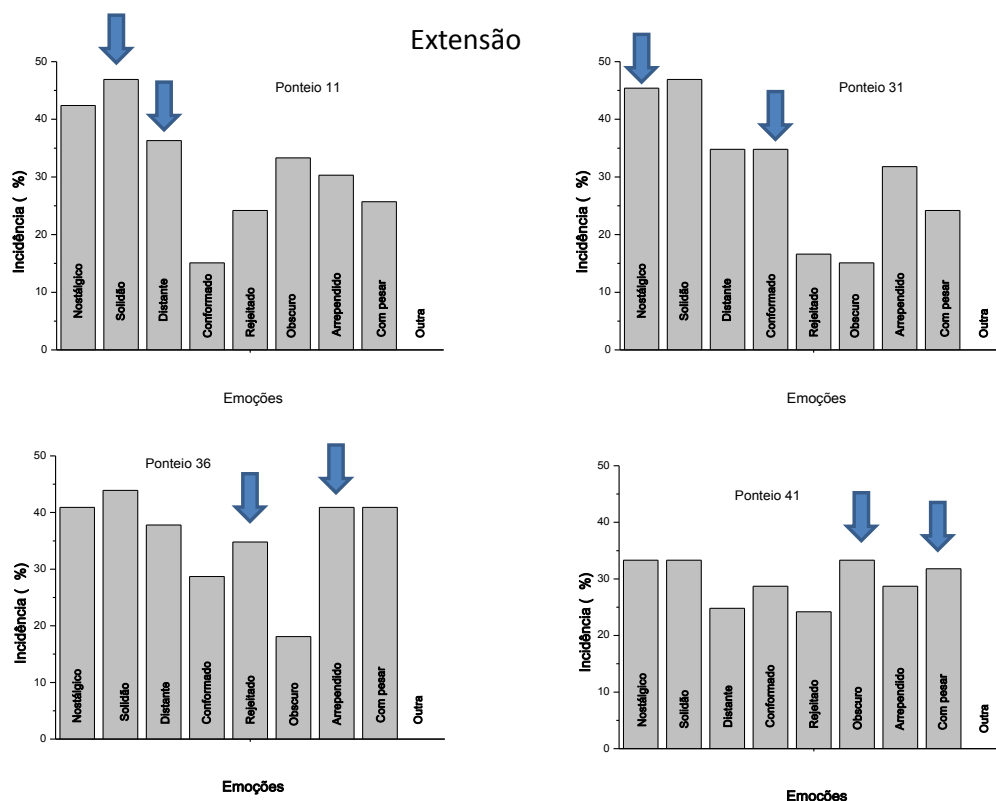 Extensão
Ponteio 11
Incidência ( %)
50
40
30
20
10
0
Nostálgico
Solidão
Distante
Conformado
Rejeitado
Obscuro
Arrependido
Com pesar
Outra
Emoções
Ponteio 31
Incidência ( %)
50
40
30
20
10
0
Nostálgico
Solidão
Distante
Conformado
Rejeitado
Obscuro
Arrependido
Com pesar
Outra
Emoções
Ponteio 36
Incidência ( %)
50
40
30
20
10
0
Nostálgico
Solidão
Distante
Conformado
Rejeitado
Obscuro
Arrependido
Com pesar
Outra
Emoções
Ponteio 41
Incidência ( %)
50
40
30
20
10
0
Nostálgico
Solidão
Distante
Conformado
Rejeitado
Obscuro
Arrependido
Com pesar
Outra
Emoções